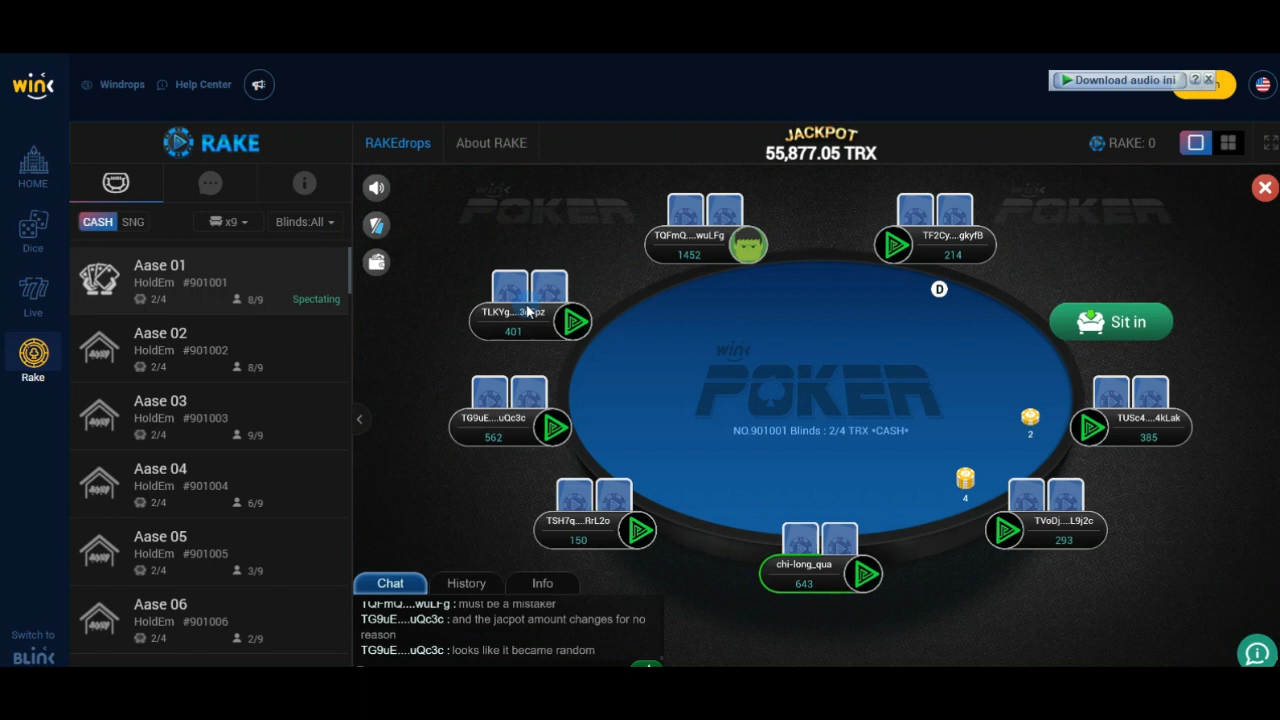 WINk
Windrops
Help Center
Download audio ini
?
RAKE
RAKEdrops
About RAKE
JACKPOT
55,877.05 TRX
RAKE: 0
HOME
Dice
Live
Rake
Switch to
BLINk
CASH
SNG
x9
Blinds:All
Aase 01
HoldEm #901001
2/4
8/9
Spectating
Aase 02
HoldEm #901002
2/4
8/9
Aase 03
HoldEm #901003
2/4
9/9
Aase 04
HoldEm #901004
2/4
6/9
Aase 05
HoldEm #901005
2/4
3/9
Aase 06
HoldEm #901006
2/4
2/9
wink
POKER
wink
POKER
TQFmQ....wuLFg
1452
TF2Cy....gkyfB
214
401
D
Sit in
wink
POKER
NO.901001 Blinds : 2/4 TRX •CASH•
TG9uE....uQc3c
562
2
TUSc4....4kLak
385
4
TSH7q....RrL2o
150
TVoDj....L9j2c
293
chi-long_qua
643
Chat
History
Info
TQFmQ....wuLFg : must be a mistaker
TG9uE....uQc3c : and the jacpot amount changes for no
reason
TG9uE....uQc3c : looks like it became random